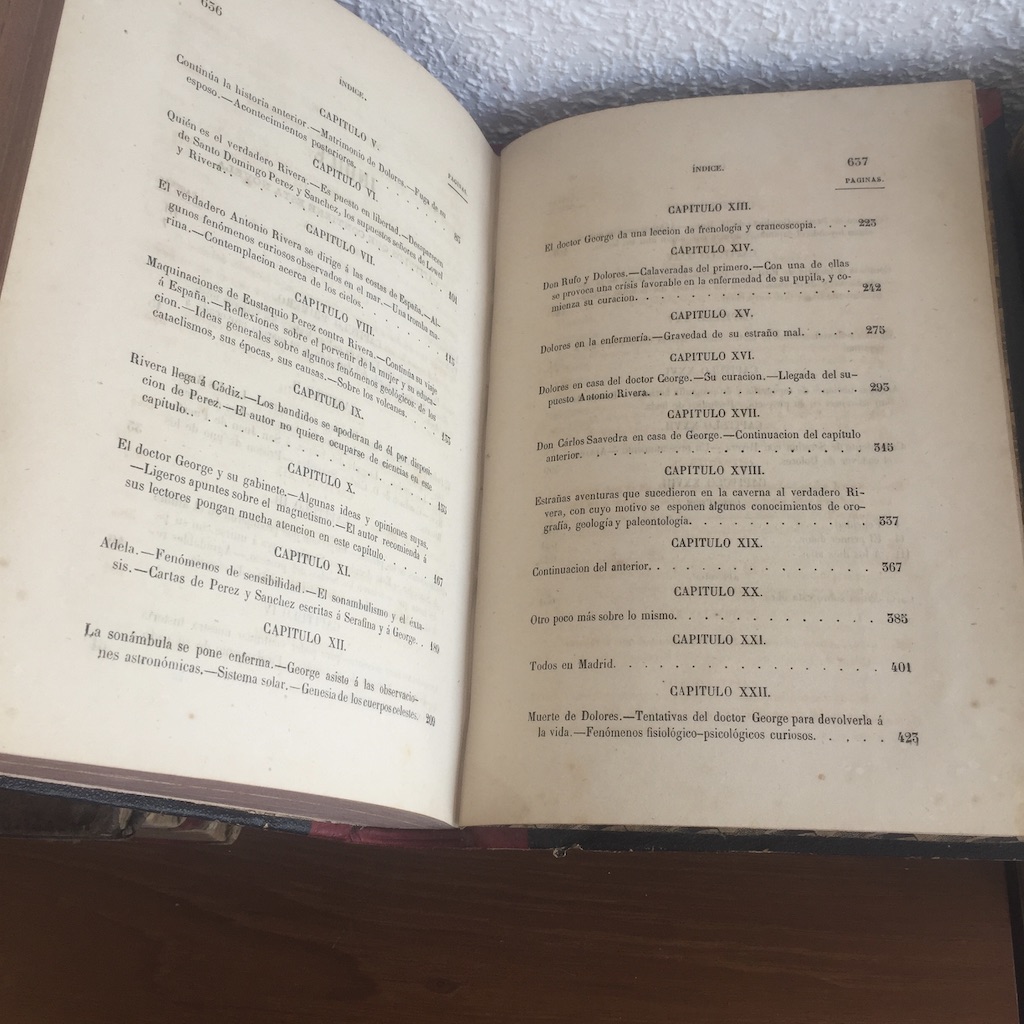 656
ÍNDICE.
PÁGINAS.
CAPITULO V.
Continúa la historia anterior.—Matrimonio de Dolores.—Fuga de su
esposo.—Acontecimientos posteriores. . . . . . . . 85
CAPITULO VI.
Quién es el verdadero Rivera.—Es puesto en libertad.—Desaparecen
de Santo Domingo Perez y Sanchez, los supuestos señores de Lowel
y Rivera. . . . . . . . . . . . . . 101
CAPITULO VII.
El verdadero Antonio Rivera se dirige á las costas de España.—Al-
gunos fenómenos curiosos observados en el mar.—Una tromba ma-
rina.—Contemplacion acerca de los cielos. . . . . . 115
CAPITULO VIII.
Maquinaciones de Eustaquio Perez contra Rivera.—Continúa su viaje
á España.—Reflexiones sobre el porvenir de la mujer y su educa-
cion.—Ideas generales sobre algunos fenómenos geológicos: de los
cataclismos, sus épocas, sus causas.—Sobre los volcanes.
CAPITULO IX.
Rivera llega á Cádiz.—Los bandidos se apoderan de él por disposi-
cion de Perez.—El autor no quiere ocuparse de ciencias en este
capítulo. . . . . . . . . . . . . .
CAPITULO X.
El doctor George y su gabinete.—Algunas ideas y opiniones suyas.
—Ligeros apuntes sobre el magnetismo.—El autor recomienda á
sus lectores pongan mucha atencion en este capítulo. . . . 167
CAPITULO XI.
Adela.—Fenómenos de sensibilidad.—El sonambulismo y el éxta-
sis.—Cartas de Perez y Sanchez escritas á Serafina y á George. . 180
CAPITULO XII.
La sonámbula se pone enferma.—George asiste á las observacio-
nes astronómicas.—Sistema solar.—Genesia de los cuerpos celestes. 209
ÍNDICE.
657
PAGINAS.
CAPITULO XIII.
El doctor George da una leccion de frenología y craneoscopia. . . 223
CAPITULO XIV.
Don Rufo y Dolores.—Calaveradas del primero.—Con una de ellas
se provoca una crisis favorable en la enfermedad de su pupila, y co-
mienza su curacion. . . . . . . . . . . . . 242
CAPITULO XV.
Dolores en la enfermería.—Gravedad de su estraño mal. . . . 275
CAPITULO XVI.
Dolores en casa del doctor George.—Su curacion.—Llegada del su-
puesto Antonio Rivera. . . . . . . . . . . . 293
CAPITULO XVII.
Don Cárlos Saavedra en casa de George.—Continuacion del capítulo
anterior. . . . . . . . . . . . . . . . 315
CAPITULO XVIII.
Estrañas aventuras que sucedieron en la caverna al verdadero Ri-
vera, con cuyo motivo se esponen algunos conocimientos de oro-
grafía, geología y paleontología. . . . . . . . . . 337
CAPITULO XIX.
Continuacion del anterior. . . . . . . . . . . . . 367
CAPITULO XX.
Otro poco más sobre lo mismo. . . . . . . . . . . . 385
CAPITULO XXI.
Todos en Madrid. . . . . . . . . . . . . . . . 401
CAPITULO XXII.
Muerte de Dolores.—Tentativas del doctor George para devolverla á
la vida.—Fenómenos fisiológico-psicológicos curiosos. . . . . 423